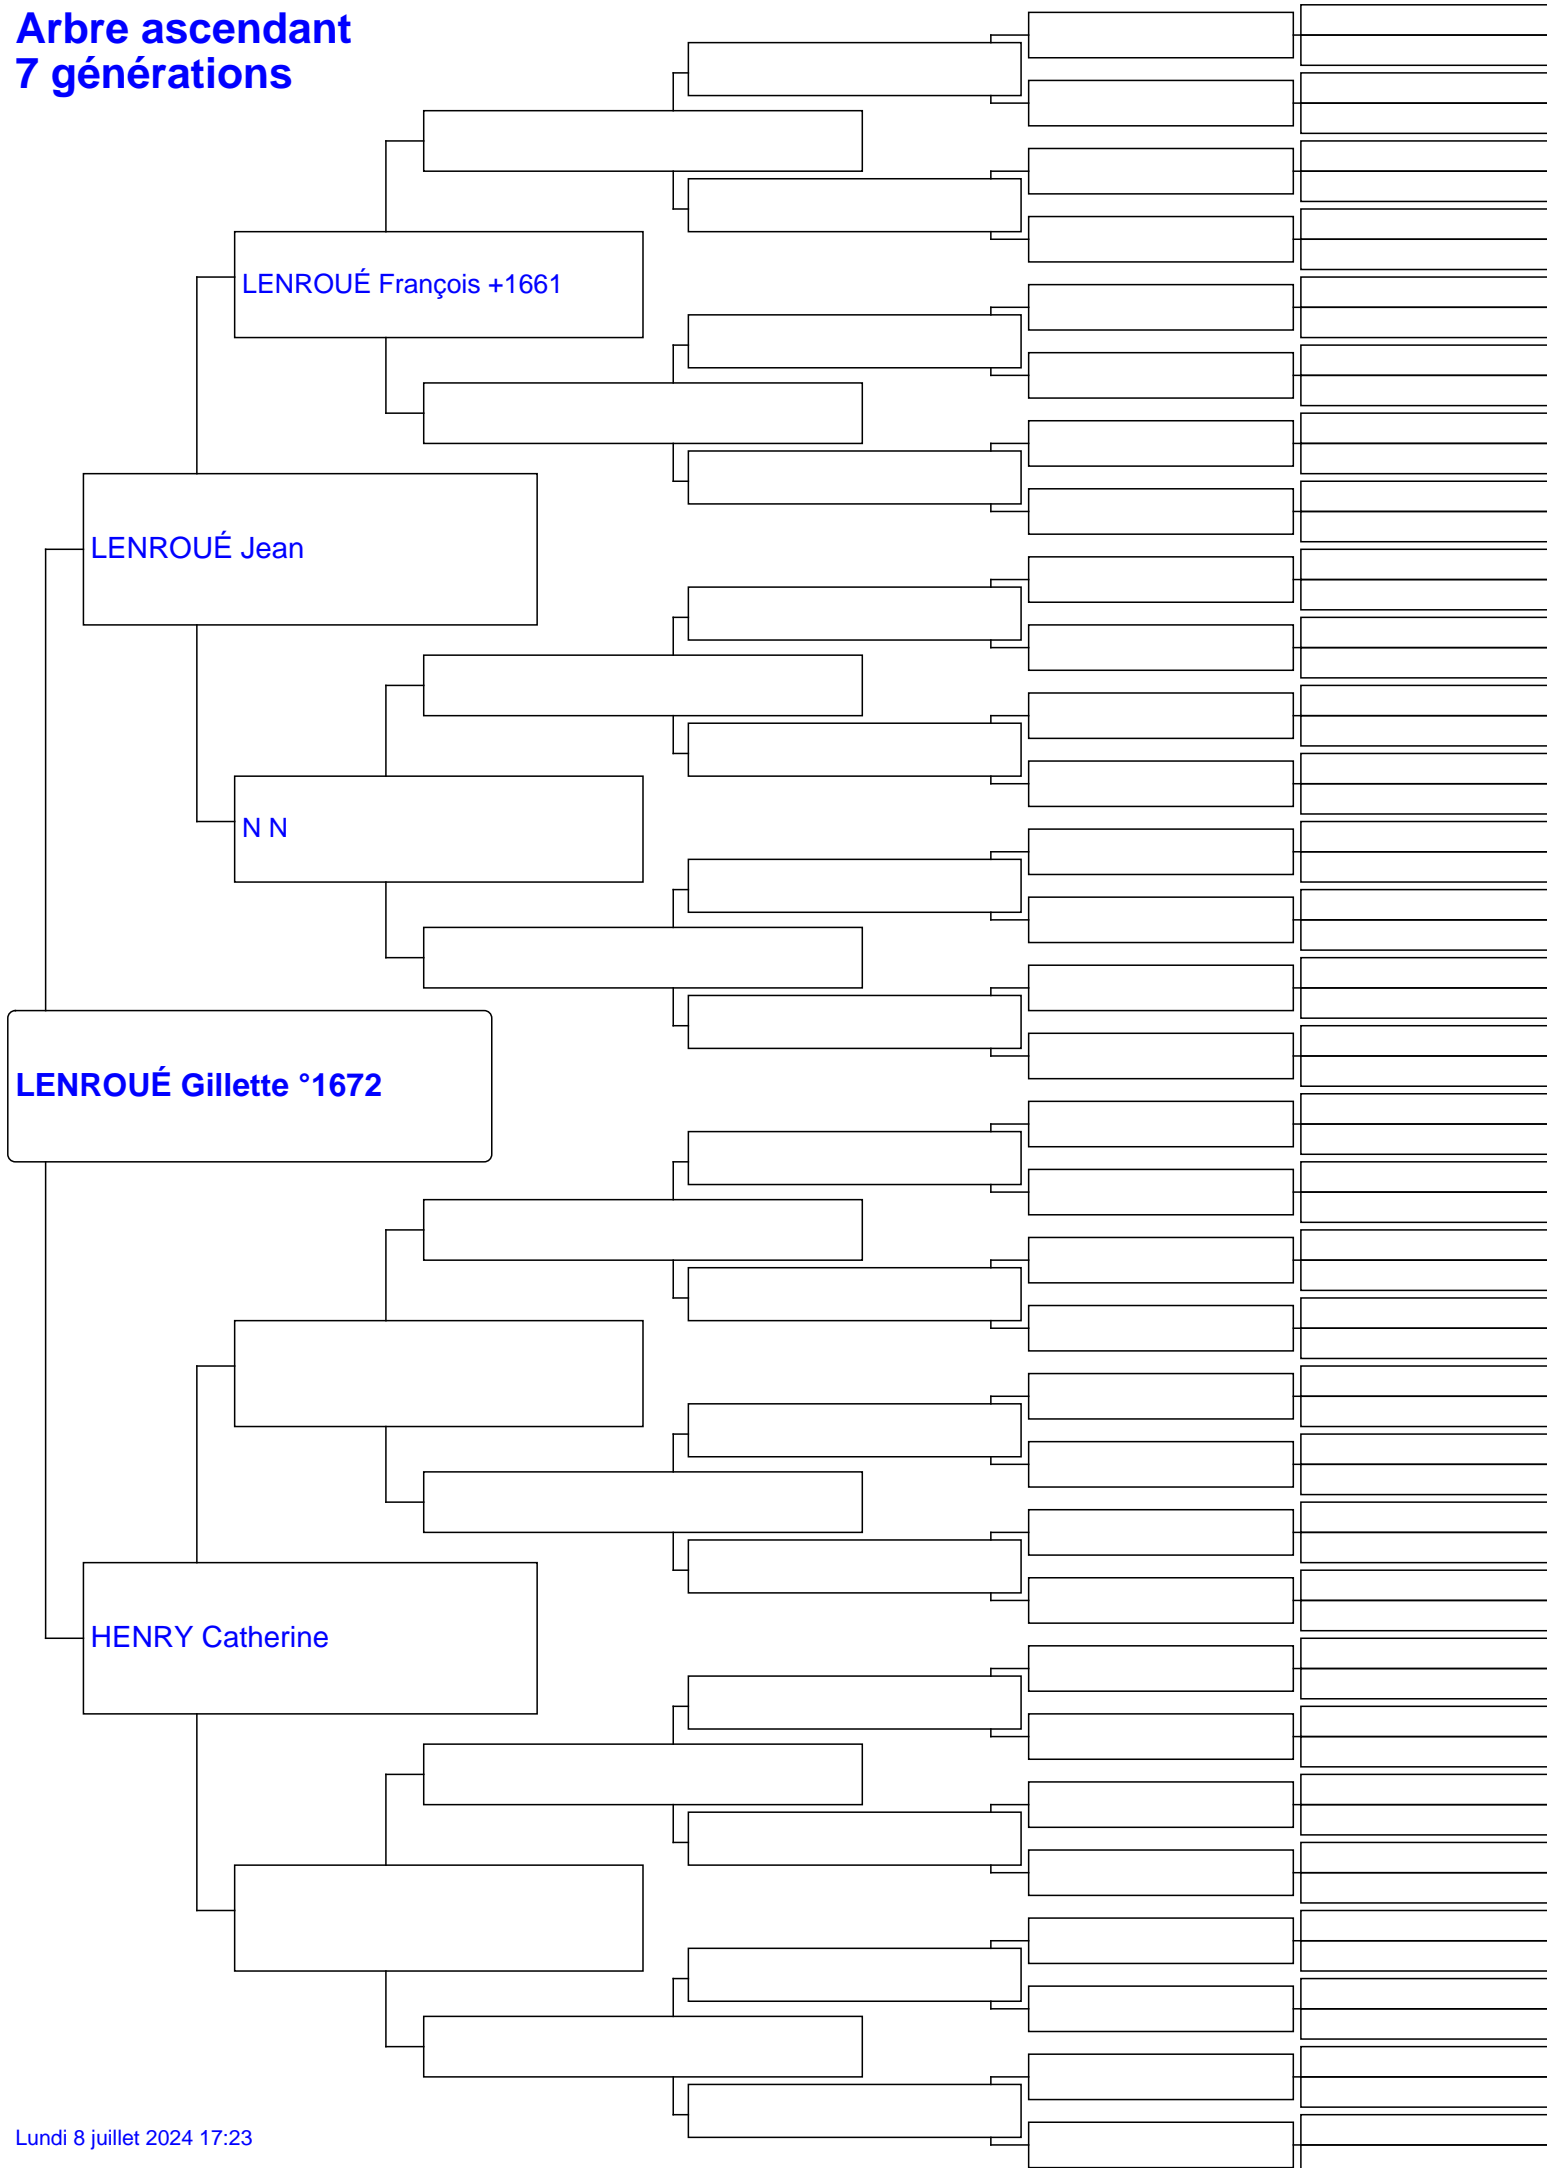 Arbre ascendant
7 générations
LENROUÉ François +1661
LENROUÉ Jean
N N
LENROUÉ Gillette °1672
HENRY Catherine
Lundi 8 juillet 2024 17:23